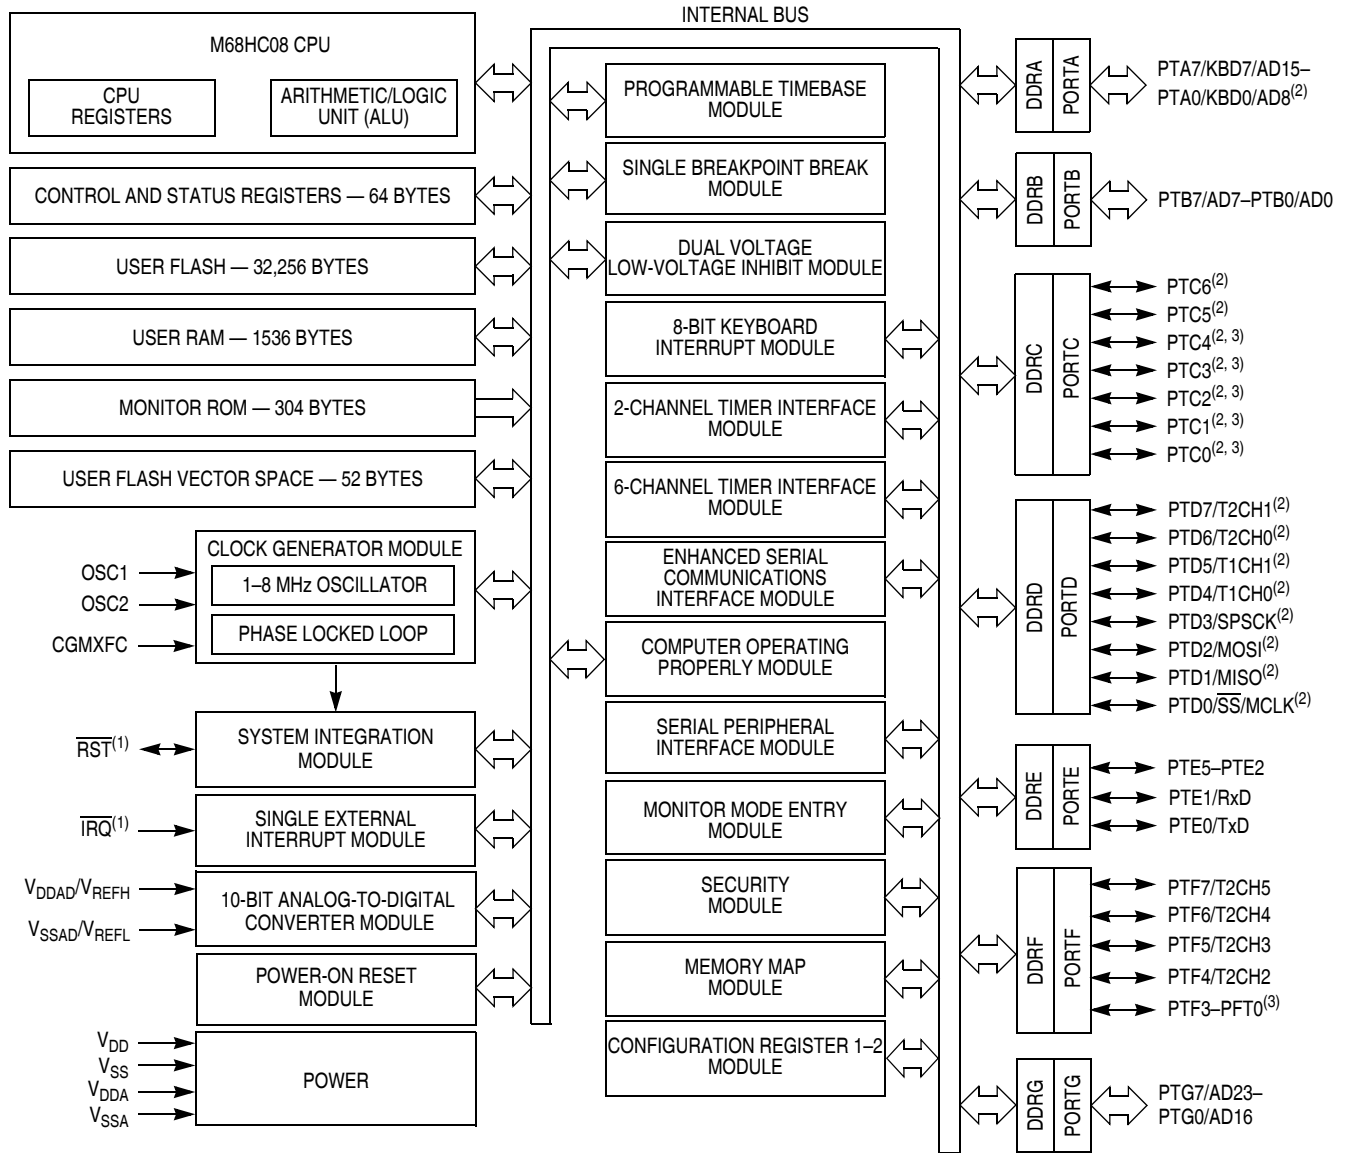 INTERNAL BUS
M68HC08 CPU
CPU
REGISTERS
ARITHMETIC/LOGIC
UNIT (ALU)
CONTROL AND STATUS REGISTERS — 64 BYTES
USER FLASH — 32,256 BYTES
USER RAM — 1536 BYTES
MONITOR ROM — 304 BYTES
USER FLASH VECTOR SPACE — 52 BYTES
CLOCK GENERATOR MODULE
1–8 MHz OSCILLATOR
PHASE LOCKED LOOP
OSC1
OSC2
CGMXFC
SYSTEM INTEGRATION
MODULE
RST(1)
SINGLE EXTERNAL
INTERRUPT MODULE
IRQ(1)
10-BIT ANALOG-TO-DIGITAL
CONVERTER MODULE
VDDAD/VREFH
VSSAD/VREFL
POWER-ON RESET
MODULE
POWER
VDD
VSS
VDDA
VSSA
PROGRAMMABLE TIMEBASE
MODULE
SINGLE BREAKPOINT BREAK
MODULE
DUAL VOLTAGE
LOW-VOLTAGE INHIBIT MODULE
8-BIT KEYBOARD
INTERRUPT MODULE
2-CHANNEL TIMER INTERFACE
MODULE
6-CHANNEL TIMER INTERFACE
MODULE
ENHANCED SERIAL
COMMUNICATIONS
INTERFACE MODULE
COMPUTER OPERATING
PROPERLY MODULE
SERIAL PERIPHERAL
INTERFACE MODULE
MONITOR MODE ENTRY
MODULE
SECURITY
MODULE
MEMORY MAP
MODULE
CONFIGURATION REGISTER 1–2
MODULE
DDRA
PORTA
PTA7/KBD7/AD15–
PTA0/KBD0/AD8(2)
DDRB
PORTB
PTB7/AD7–PTB0/AD0
DDRC
PORTC
PTC6(2)
PTC5(2)
PTC4(2, 3)
PTC3(2, 3)
PTC2(2, 3)
PTC1(2, 3)
PTC0(2, 3)
DDRD
PORTD
PTD7/T2CH1(2)
PTD6/T2CH0(2)
PTD5/T1CH1(2)
PTD4/T1CH0(2)
PTD3/SPSCK(2)
PTD2/MOSI(2)
PTD1/MISO(2)
PTD0/SS/MCLK(2)
DDRE
PORTE
PTE5–PTE2
PTE1/RxD
PTE0/TxD
DDRF
PORTF
PTF7/T2CH5
PTF6/T2CH4
PTF5/T2CH3
PTF4/T2CH2
PTF3–PFT0(3)
DDRG
PORTG
PTG7/AD23–
PTG0/AD16